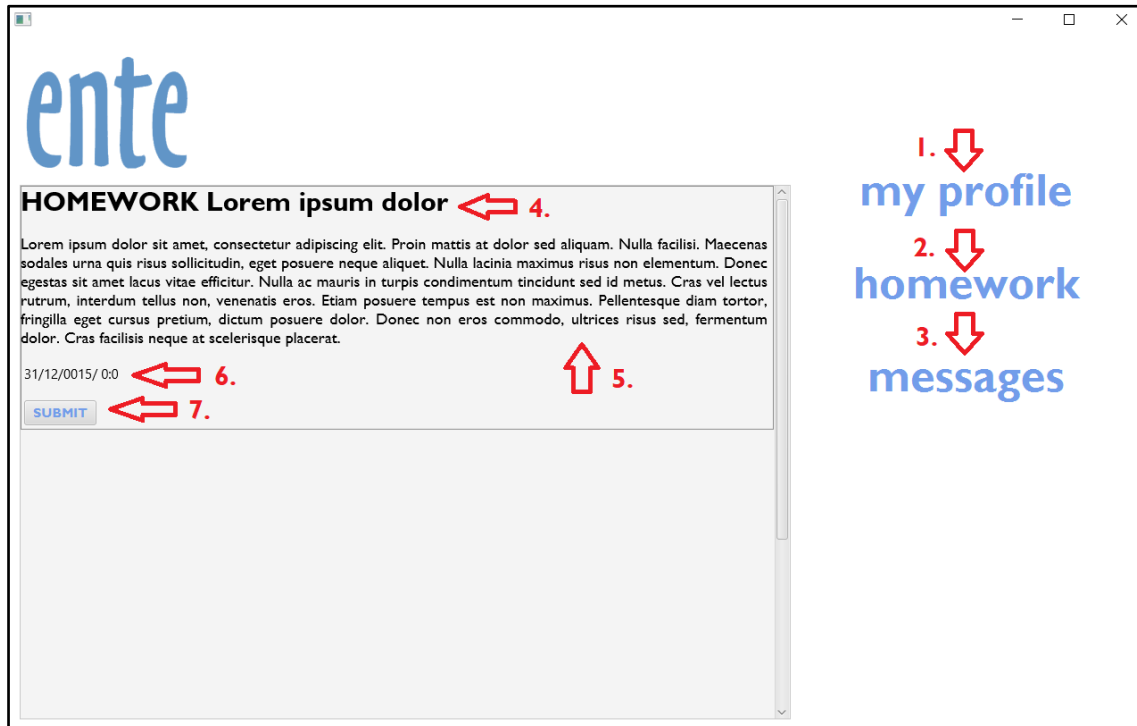 ente
1.
my profile
2.
homework
3.
messages
HOMEWORK Lorem ipsum dolor
4.
Lorem ipsum dolor sit amet, consectetur adipiscing elit. Proin mattis at dolor sed aliquam. Nulla facilisi. Maecenas
sodales urna quis risus sollicitudin, eget posuere neque aliquet. Nulla lacinia maximus risus non elementum. Donec
egestas sit amet lacus vitae efficitur. Nulla ac mauris in turpis condimentum tincidunt sed id metus. Cras vel lectus
rutrum, interdum tellus non, venenatis eros. Etiam posuere tempus est non maximus. Pellentesque diam tortor,
fringilla eget cursus pretium, dictum posuere dolor. Donec non eros commodo, ultrices risus sed, fermentum
dolor. Cras facilisis neque at scelerisque placerat.
5.
31/12/0015/ 0:0
6.
SUBMIT
7.